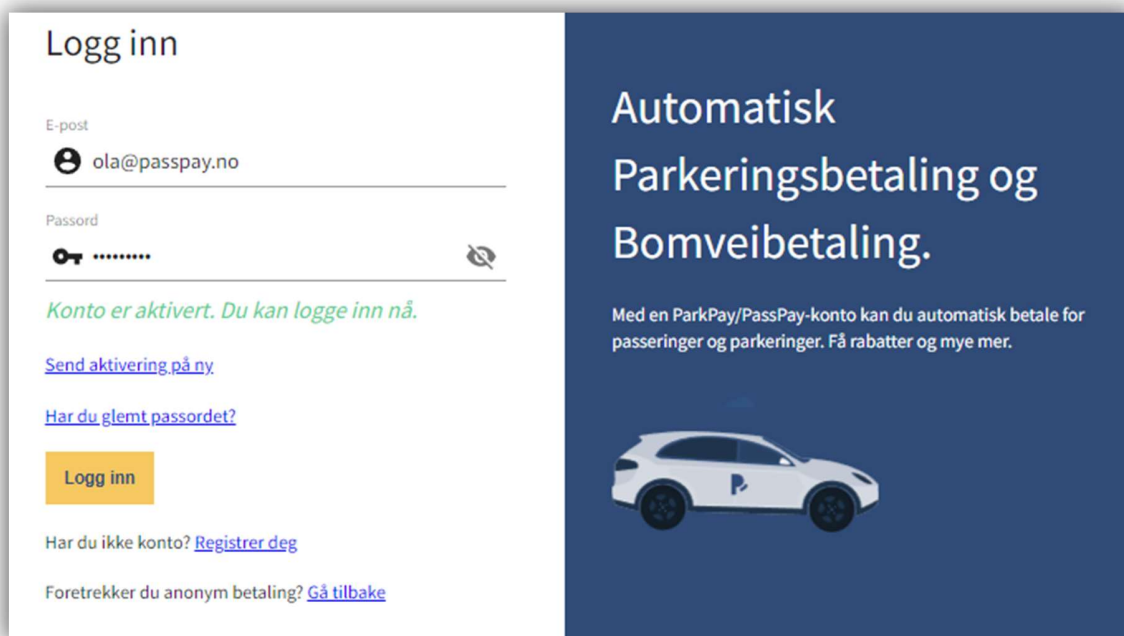 Logg inn
E-post
ola@passpay.no
Passord
•••••••••
Konto er aktivert. Du kan logge inn nå.
Send aktivering på ny
Har du glemt passordet?
Logg inn
Har du ikke konto? Registrer deg
Foretrekker du anonym betaling? Gå tilbake
Automatisk
Parkeringsbetaling og
Bomveibetaling.
Med en ParkPay/PassPay-konto kan du automatisk betale for
passeringer og parkeringer. Få rabatter og mye mer.
P